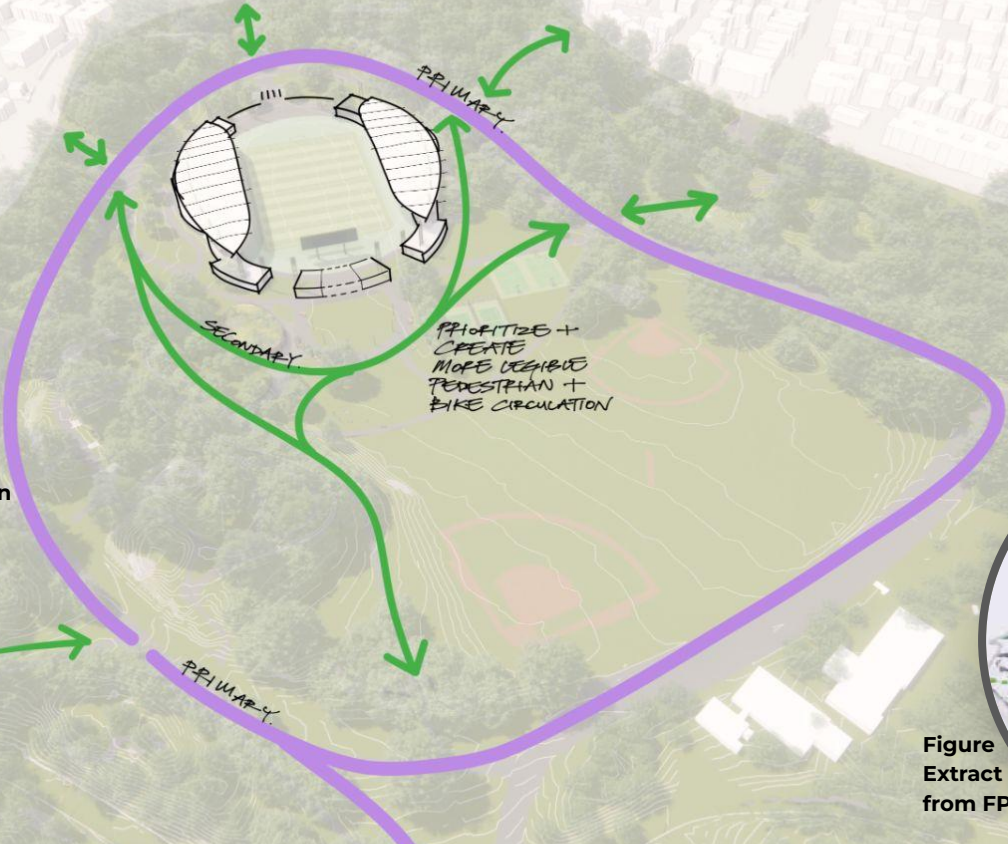 PRIMARY.
SECONDARY.
PRIORITIZE +
CREATE
MORE LEGIBLE
PEDESTRIAN +
BIKE CIRCULATION
n
PRIMARY.
Figure
Extract
from FP